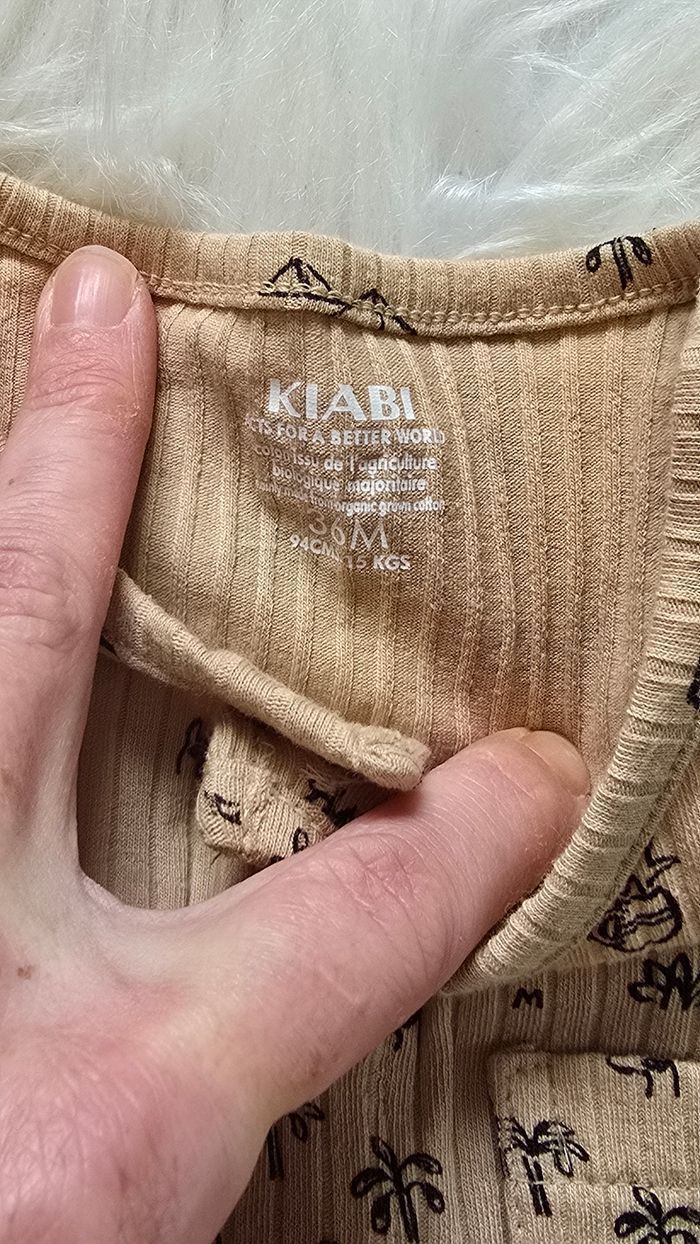 KIABI
CTS FOR A BETTER WORLD
coton issu de l'agriculture
biologique majoritaire
mainly made from organic grown cotton
36M
94CM 15 KGS